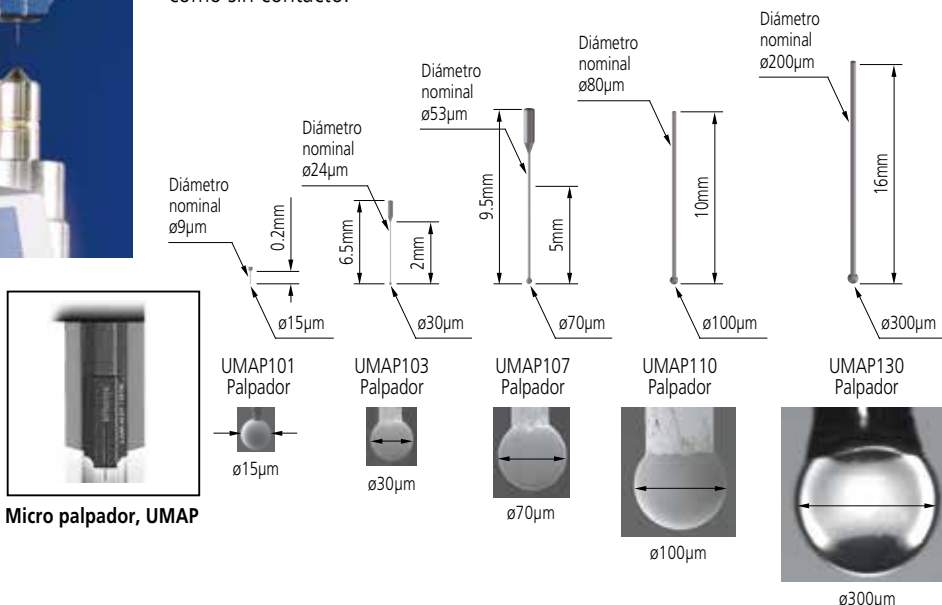 como sin contacto.
Diámetro
nominal
ø9µm
0.2mm
ø15µm
Diámetro
nominal
ø24µm
6.5mm
2mm
ø30µm
Diámetro
nominal
ø53µm
9.5mm
5mm
ø70µm
Diámetro
nominal
ø80µm
10mm
ø100µm
Diámetro
nominal
ø200µm
16mm
ø300µm
UMAP101
Palpador
UMAP103
Palpador
UMAP107
Palpador
UMAP110
Palpador
UMAP130
Palpador
ø15µm
ø30µm
ø70µm
ø100µm
ø300µm
Micro palpador, UMAP